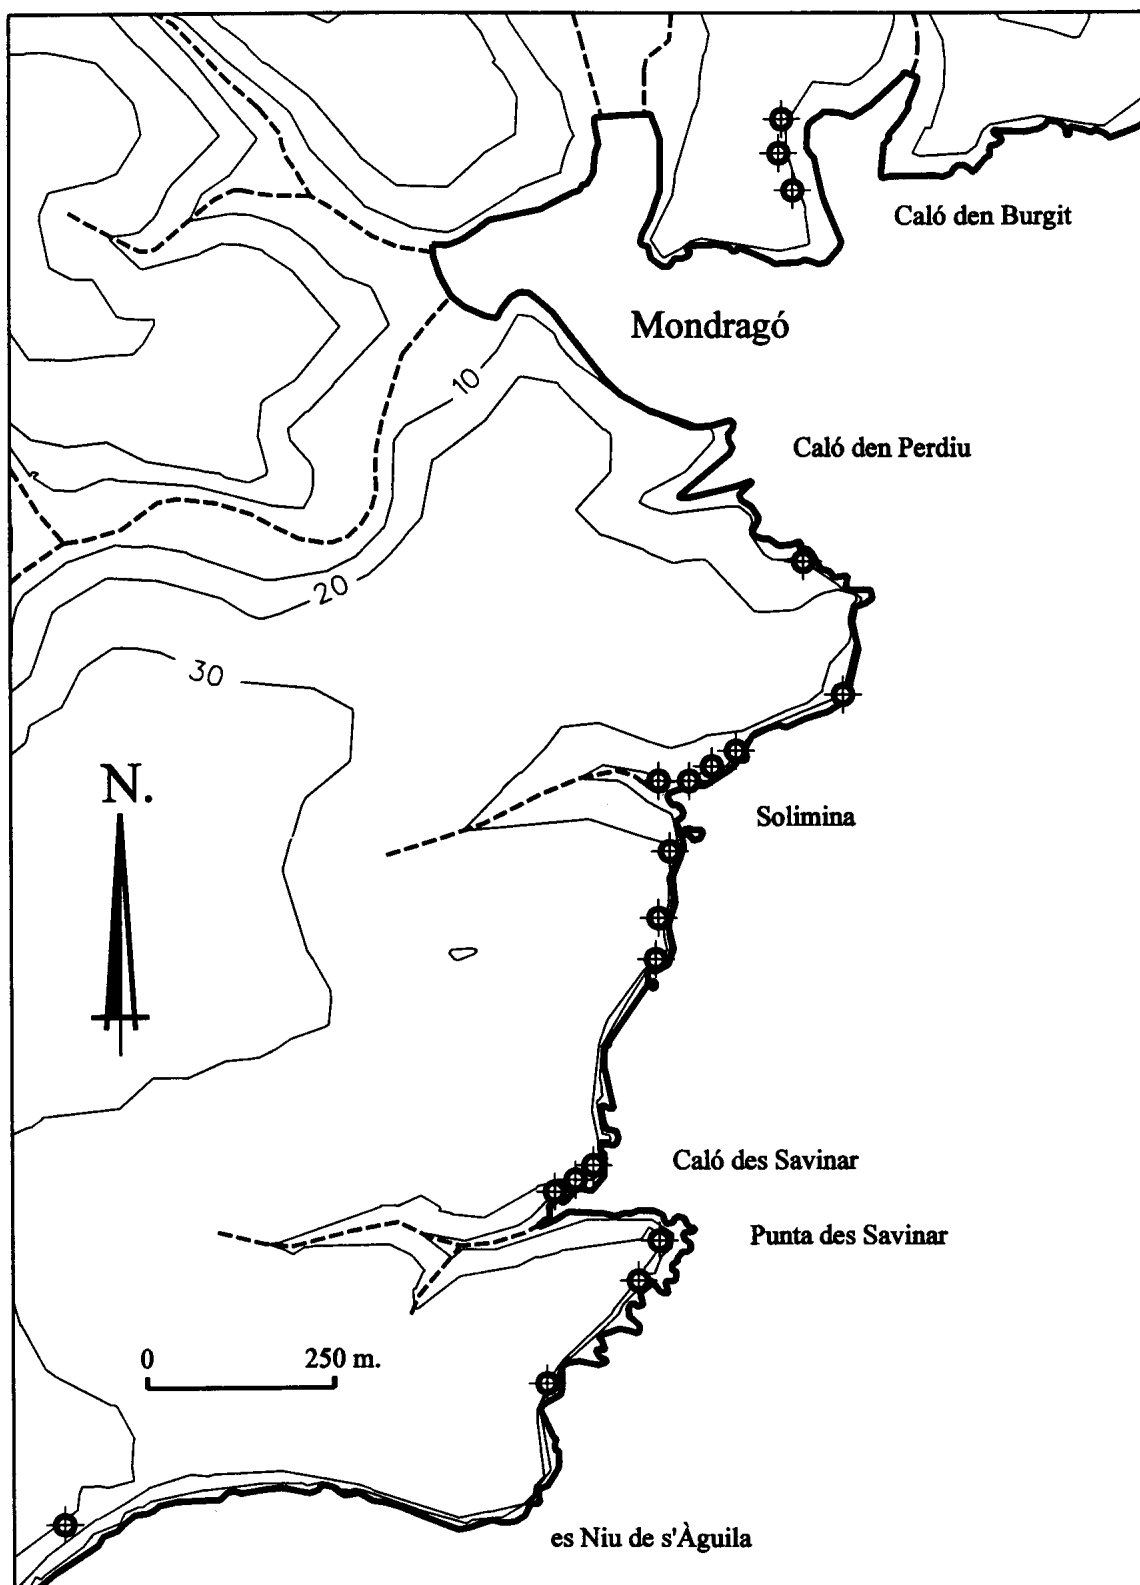 Caló den Burgit
Mondragó
10
Caló den Perdiu
20
30
N.
Solimina
Caló des Savinar
Punta des Savinar
0 250 m.
es Niu de s'Àguila